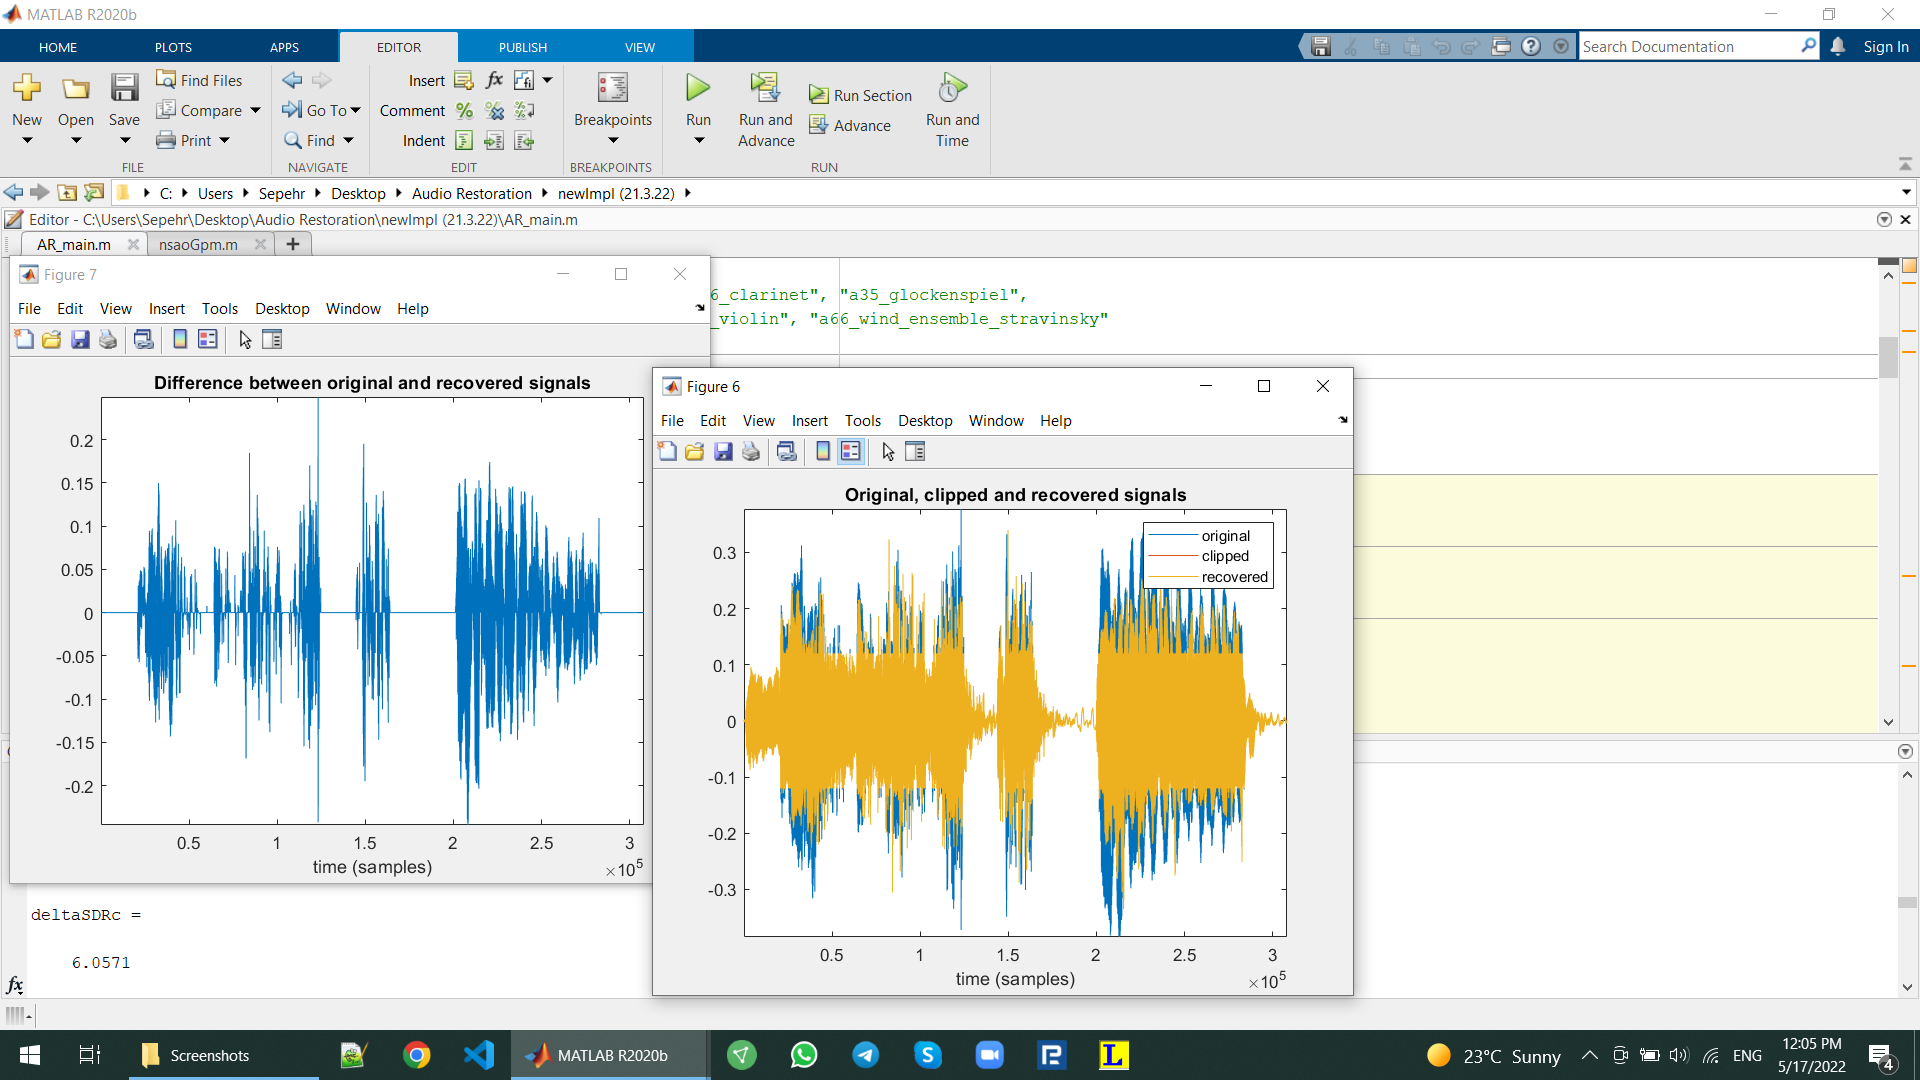 MATLAB R2020b
HOME PLOTS APPS EDITOR PUBLISH VIEW Search Documentation Sign In
New Open Save Find Files Compare Print Go To Find Insert Comment Indent Breakpoints Run Run and Advance Run Section Advance Run and Time
FILE NAVIGATE EDIT BREAKPOINTS RUN
C: Users Sepehr Desktop Audio Restoration newImpl (21.3.22)
Editor - C:\Users\Sepehr\Desktop\Audio Restoration\newImpl (21.3.22)\AR_main.m
AR_main.m nsaoGpm.m
6_clarinet", "a35_glockenspiel",
_violin", "a66_wind_ensemble_stravinsky"
Figure 7
File Edit View Insert Tools Desktop Window Help
Difference between original and recovered signals
0.2
0.15
0.1
0.05
0
-0.05
-0.1
-0.15
-0.2
0.5 1 1.5 2 2.5 3
time (samples)
×10⁵
Figure 6
File Edit View Insert Tools Desktop Window Help
Original, clipped and recovered signals
original
clipped
recovered
0.3
0.2
0.1
0
-0.1
-0.2
-0.3
0.5 1 1.5 2 2.5 3
time (samples)
×10⁵
deltaSDRc =
6.0571
fx
Screenshots MATLAB R2020b 23°C Sunny ENG 12:05 PM
5/17/2022 4